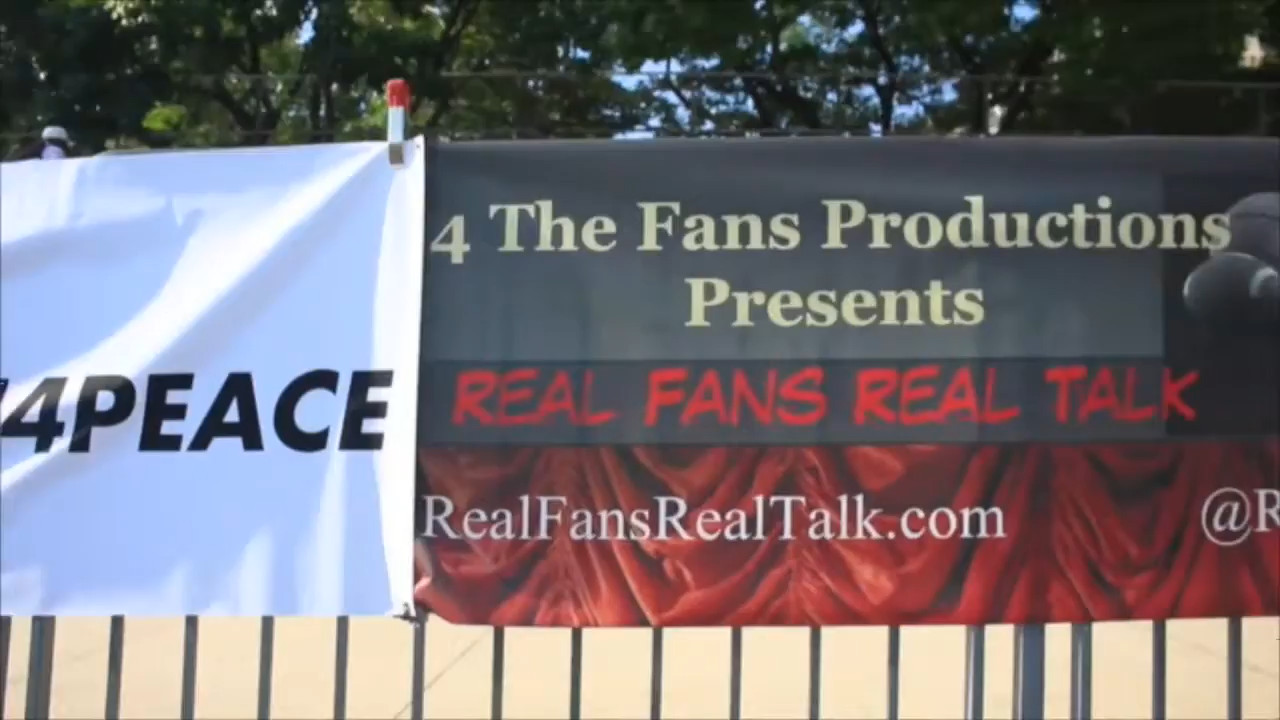 4PEACE
4 The Fans Productions
Presents
REAL FANS REAL TALK
RealFansRealTalk.com
@R